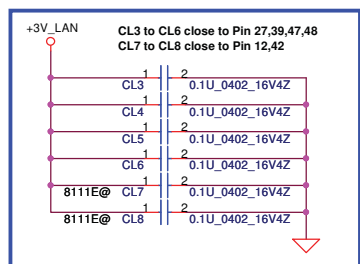 +3V_LAN
CL3 to CL6 close to Pin 27,39,47,48
CL7 to CL8 close to Pin 12,42
1 2
CL3 0.1U_0402_16V4Z
1 2
CL4 0.1U_0402_16V4Z
1 2
CL5 0.1U_0402_16V4Z
1 2
CL6 0.1U_0402_16V4Z
1 2
8111E@ CL7 0.1U_0402_16V4Z
1 2
8111E@ CL8 0.1U_0402_16V4Z